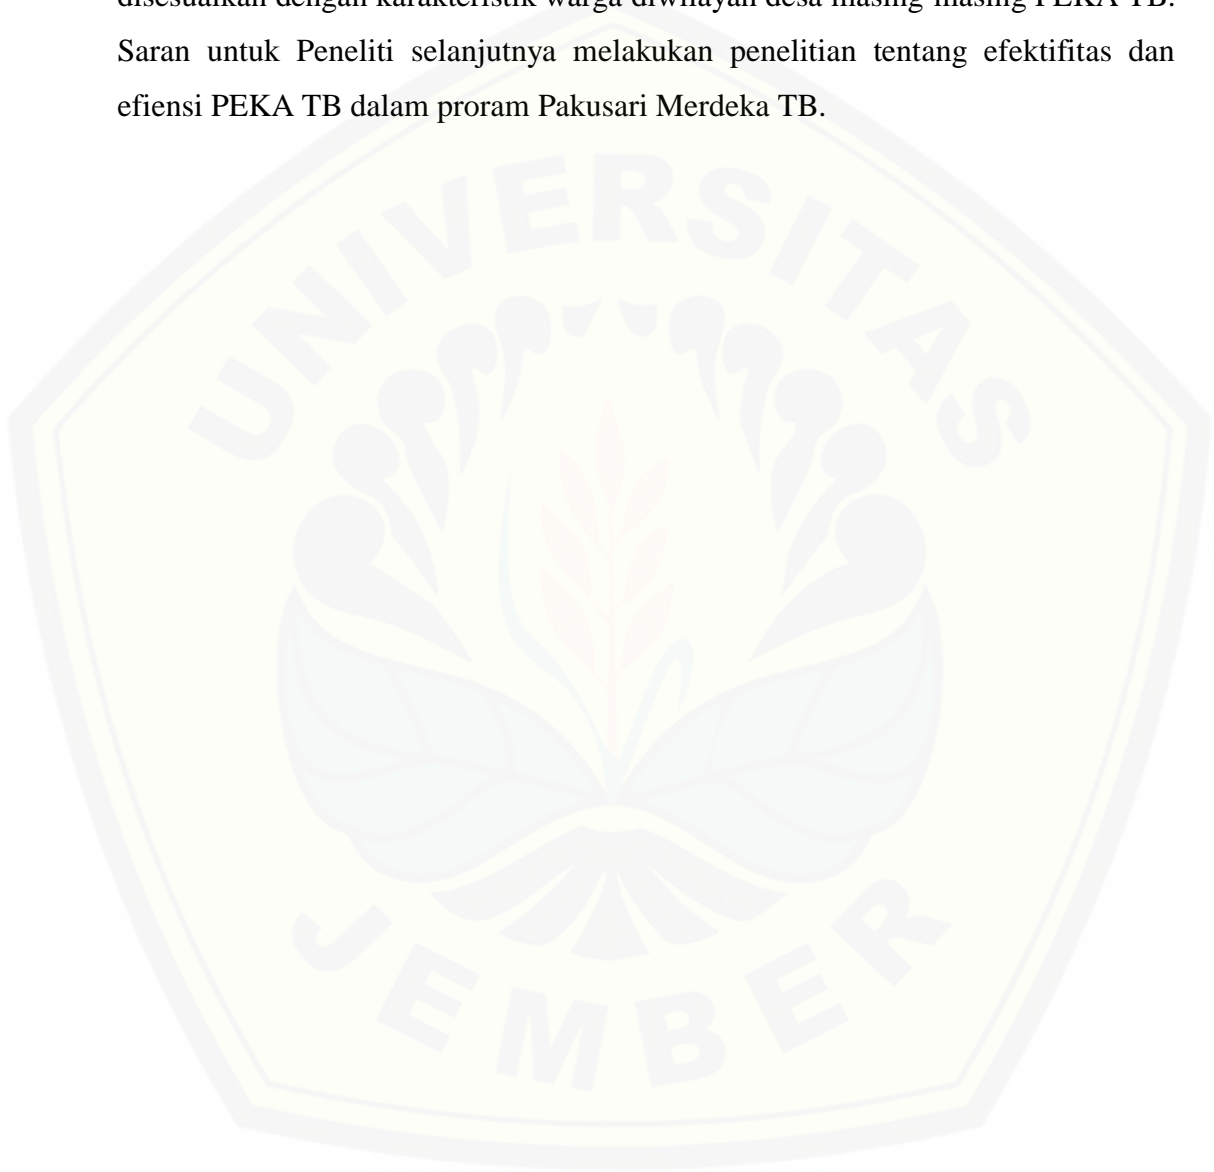 disesuaikan dengan karakteristik warga diwilayah desa masing-masing PEKA TB.
Saran untuk Peneliti selanjutnya melakukan penelitian tentang efektifitas dan
efiensi PEKA TB dalam proram Pakusari Merdeka TB.
UNIVERSITAS
JEMBER